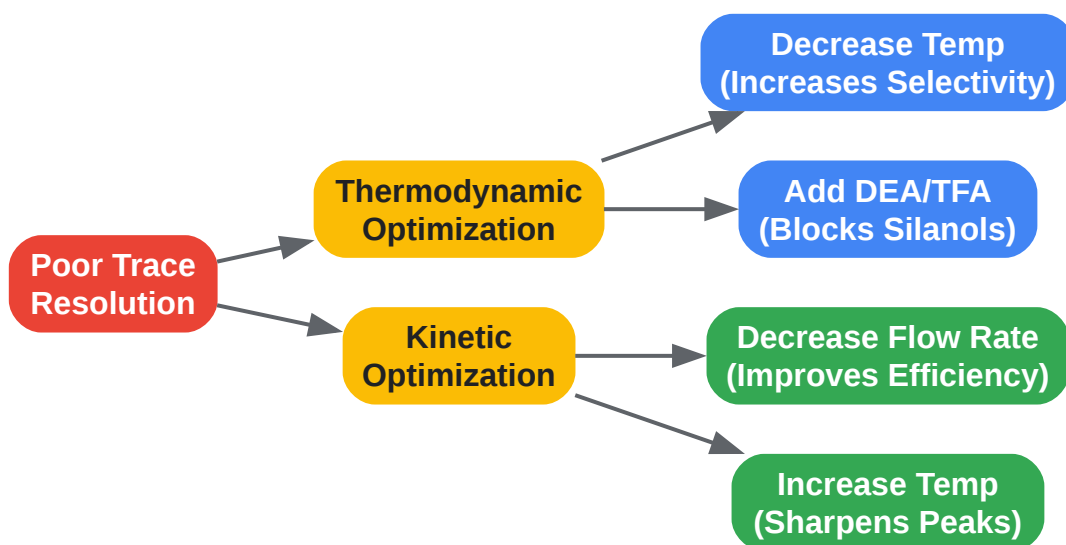 Poor Trace
Resolution
Thermodynamic
Optimization
Kinetic
Optimization
Decrease Temp
(Increases Selectivity)
Add DEA/TFA
(Blocks Silanols)
Decrease Flow Rate
(Improves Efficiency)
Increase Temp
(Sharpens Peaks)